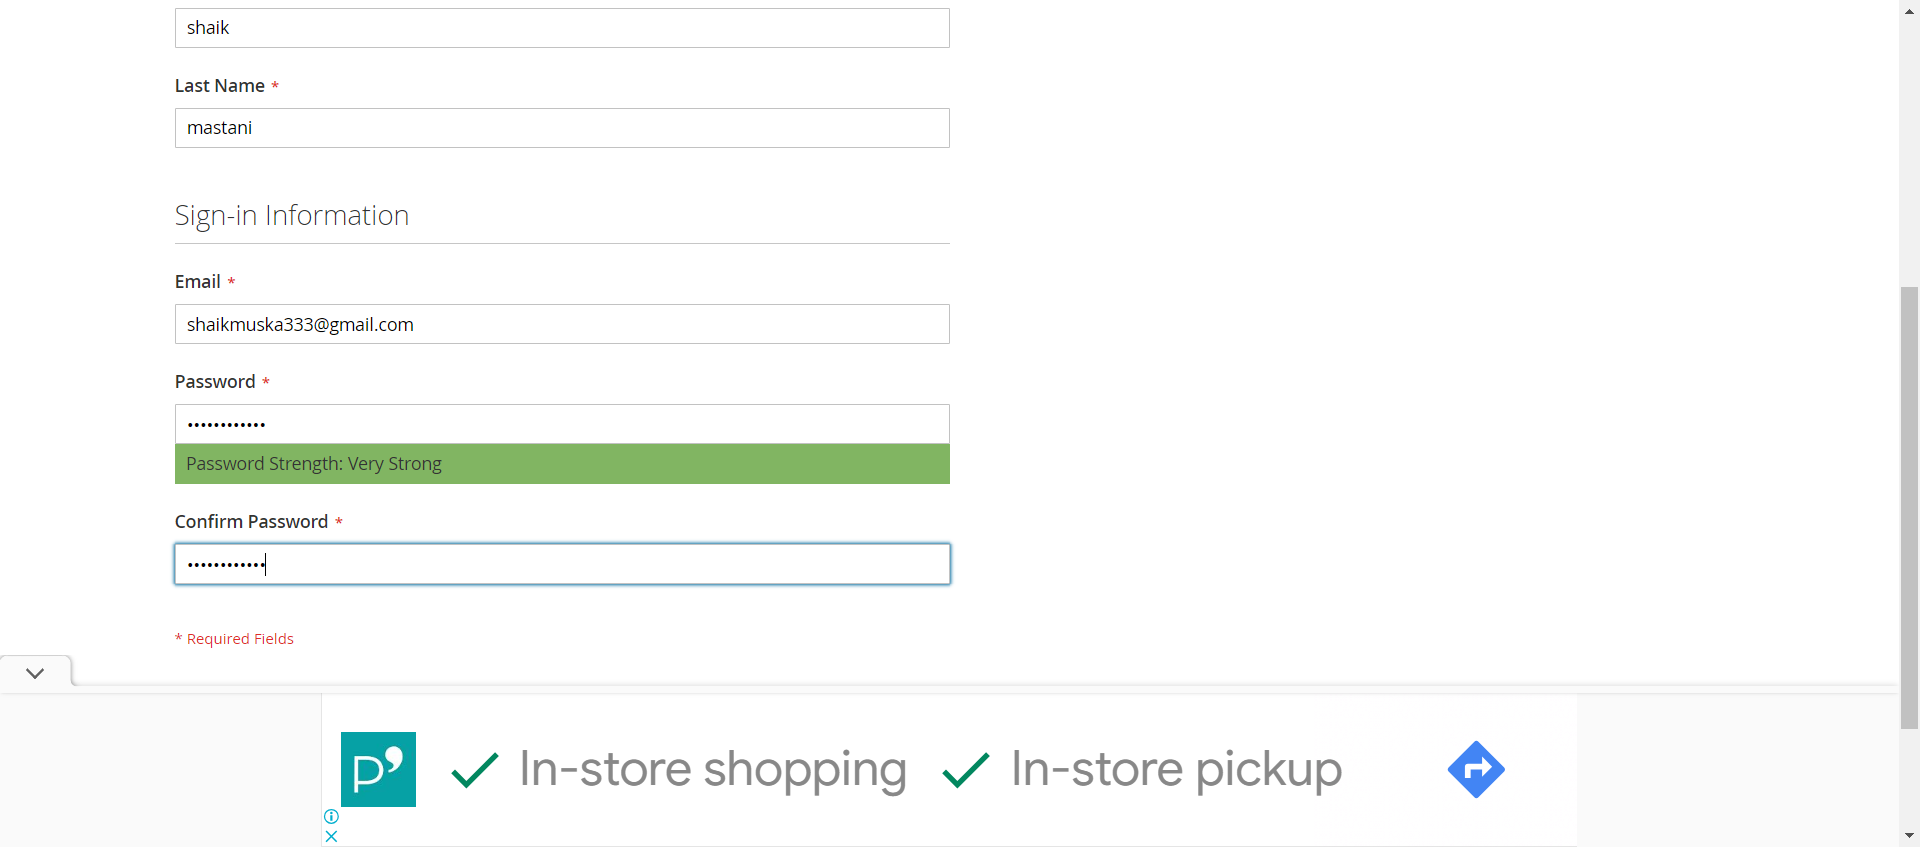 shaik
Last Name *
mastani
Sign-in Information
Email *
shaikmuska333@gmail.com
Password *
••••••••••••
Password Strength: Very Strong
Confirm Password *
••••••••••••
* Required Fields
P’ In-store shopping In-store pickup